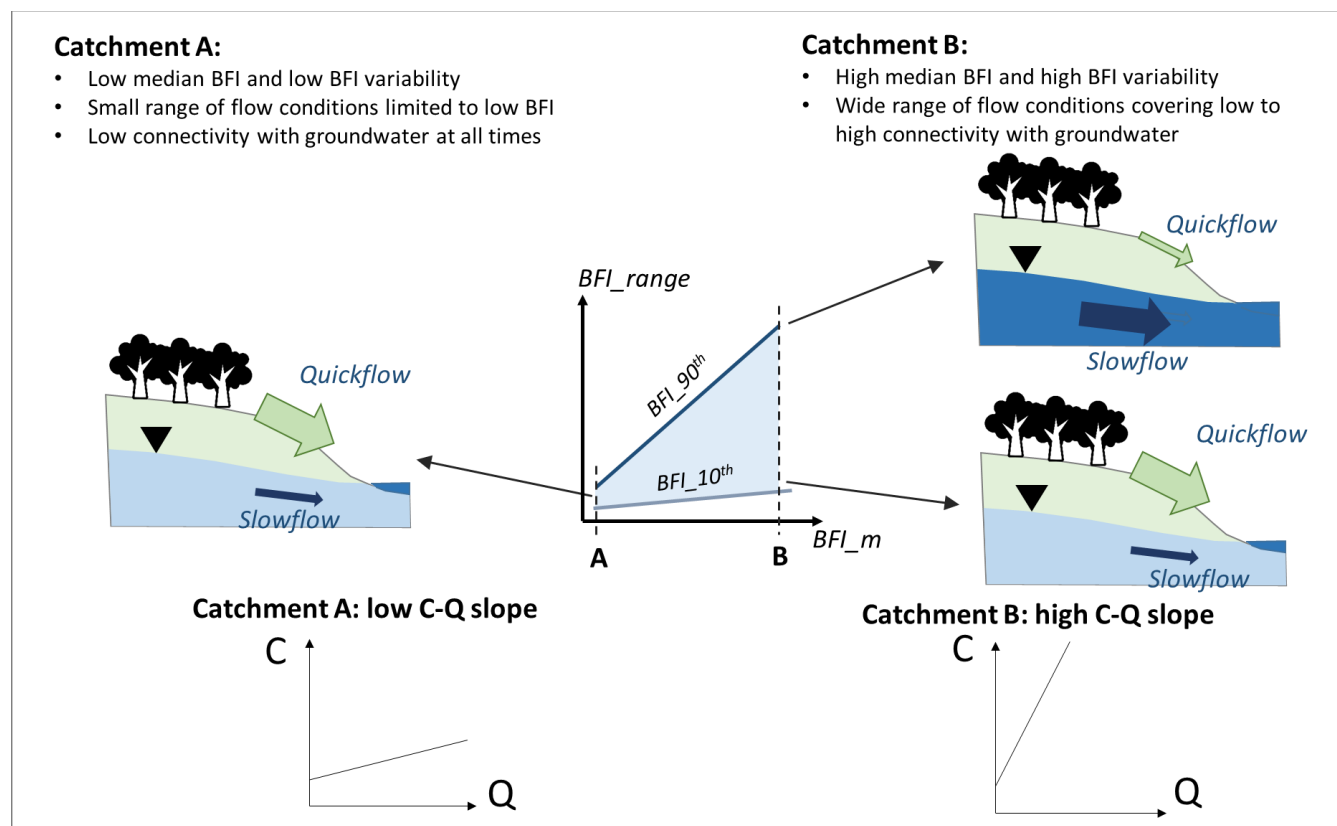 Catchment A:
• Low median BFI and low BFI variability
• Small range of flow conditions limited to low BFI
• Low connectivity with groundwater at all times
Catchment B:
• High median BFI and high BFI variability
• Wide range of flow conditions covering low to
high connectivity with groundwater
Quickflow
Slowflow
BFI_range
BFI_90th
BFI_10th
BFI_m
A
B
Quickflow
Slowflow
Quickflow
Slowflow
Catchment A: low C-Q slope
C
Q
Catchment B: high C-Q slope
C
Q